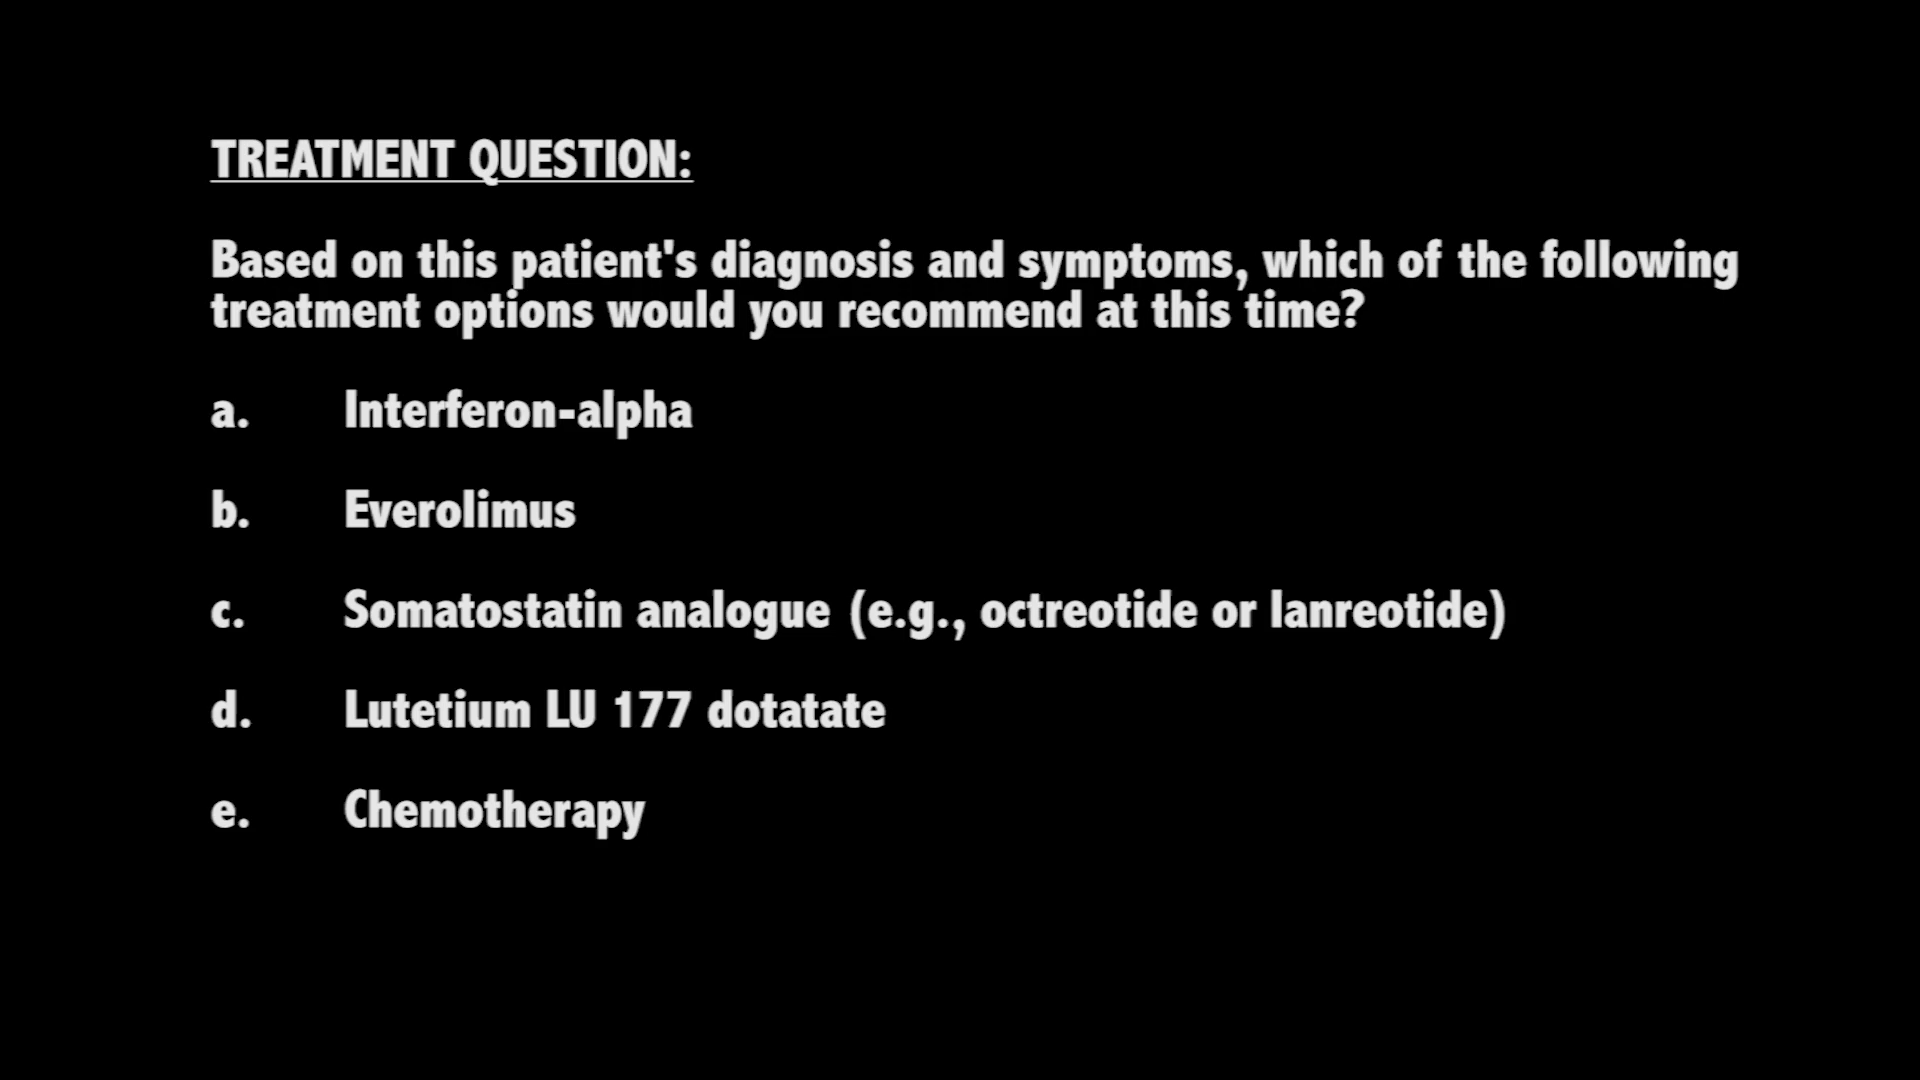 TREATMENT QUESTION:
Based on this patient's diagnosis and symptoms, which of the following
treatment options would you recommend at this time?
a. Interferon-alpha
b. Everolimus
c. Somatostatin analogue (e.g., octreotide or lanreotide)
d. Lutetium LU 177 dotatate
e. Chemotherapy